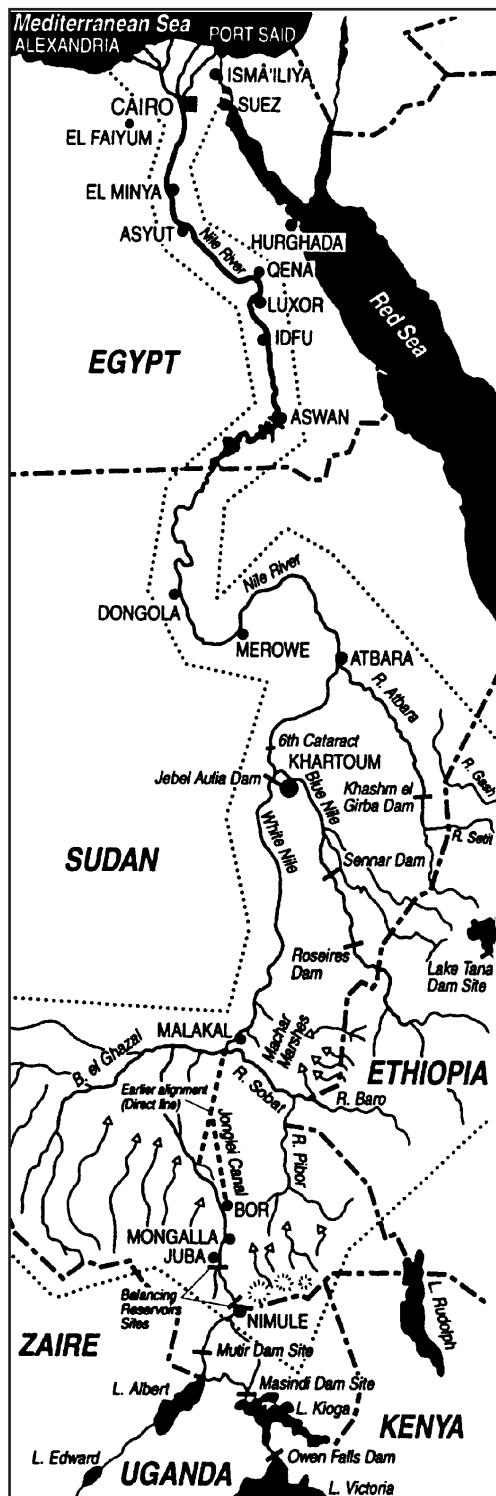 Mediterranean Sea
ALEXANDRIA
PORT SAID
ISMÂ'ILIYA
CAIRO
SUEZ
EL FAIYUM
EL MINYA
ASYUT
Nile River
HURGHADA
QENA
LUXOR
Red Sea
IDFU
EGYPT
ASWAN
Nile River
DONGOLA
MEROWE
ATBARA
R. Atbara
6th Cataract
KHARTOUM
R. Gash
Jebel Aulia Dam
Blue Nile
Khashm el
Girba Dam
White Nile
R. Setit
SUDAN
Sennar Dam
Roseires
Dam
Lake Tana
Dam Site
MALAKAL
Machar
Marshes
B. el Ghazal
ETHIOPIA
R. Sobat
R. Baro
Earlier alignment
(Direct line)
Jonglei Canal
R. Pibor
BOR
MONGALLA
JUBA
Balancing
Reservoirs
Sites
L. Rudolph
NIMULE
ZAIRE
Mutir Dam Site
L. Albert
Masindi Dam Site
L. Kioga
KENYA
L. Edward
Owen Falls Dam
UGANDA
L. Victoria